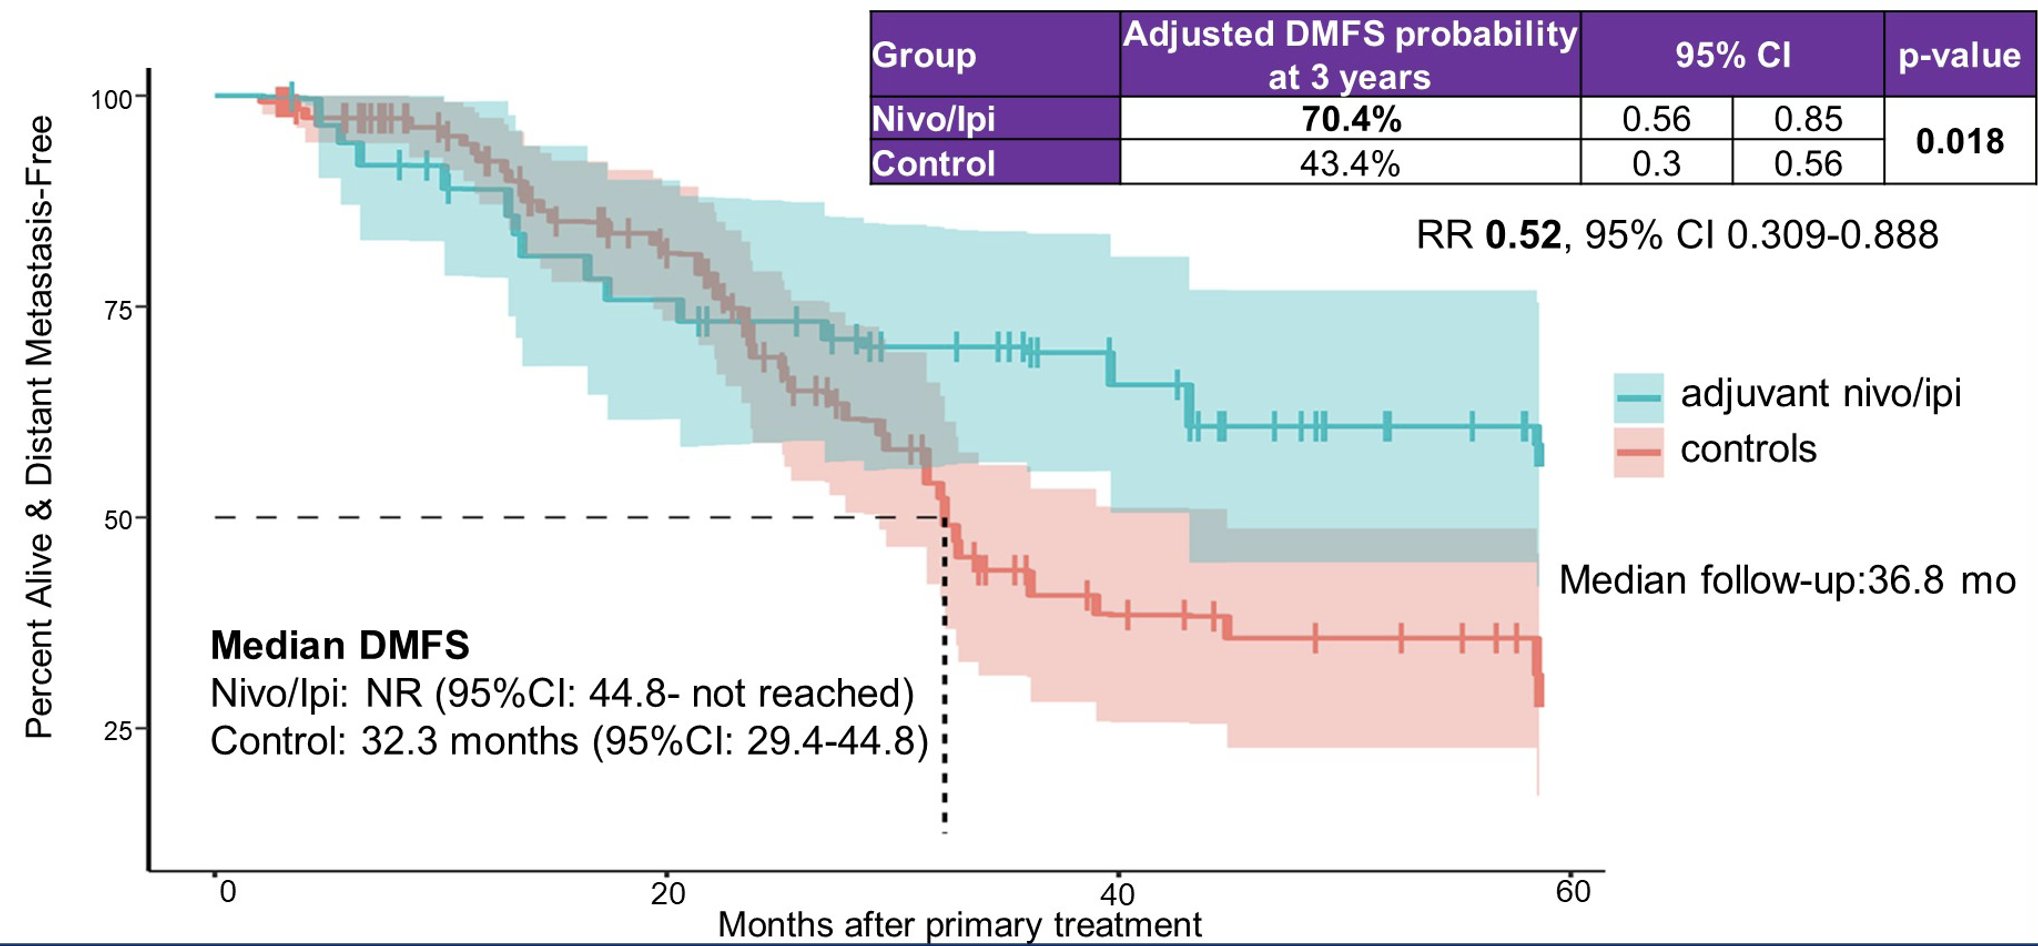 Group Adjusted DMFS probability at 3 years 95% CI p-value
Nivo/Ipi 70.4% 0.56 0.85 0.018
Control 43.4% 0.3 0.56
RR 0.52, 95% CI 0.309-0.888
Percent Alive & Distant Metastasis-Free
100
75
50
25
adjuvant nivo/ipi
controls
Median follow-up:36.8 mo
Median DMFS
Nivo/Ipi: NR (95%CI: 44.8- not reached)
Control: 32.3 months (95%CI: 29.4-44.8)
0 20 40 60
Months after primary treatment